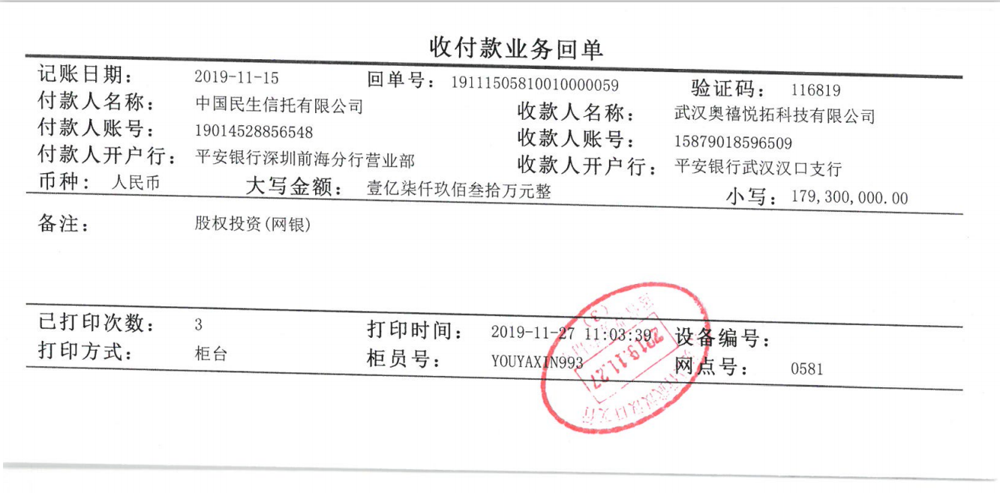 收付款业务回单
记账日期： 2019-11-15 回单号： 19111505810010000059 验证码： 116819
付款人名称： 中国民生信托有限公司 收款人名称： 武汉奥禧悦拓科技有限公司
付款人账号： 19014528856548 收款人账号： 15879018596509
付款人开户行： 平安银行深圳前海分行营业部 收款人开户行： 平安银行武汉汉口支行
币种： 人民币 大写金额： 壹亿柒仟玖佰叁拾万元整 小写： 179,300,000.00
备注： 股权投资(网银)
已打印次数： 3 打印时间： 2019-11-27 11:03:39 设备编号：
打印方式： 柜台 柜员号： YOUYAXIN993 网点号： 0581
(3)
2019.11.27
武汉汉口支行